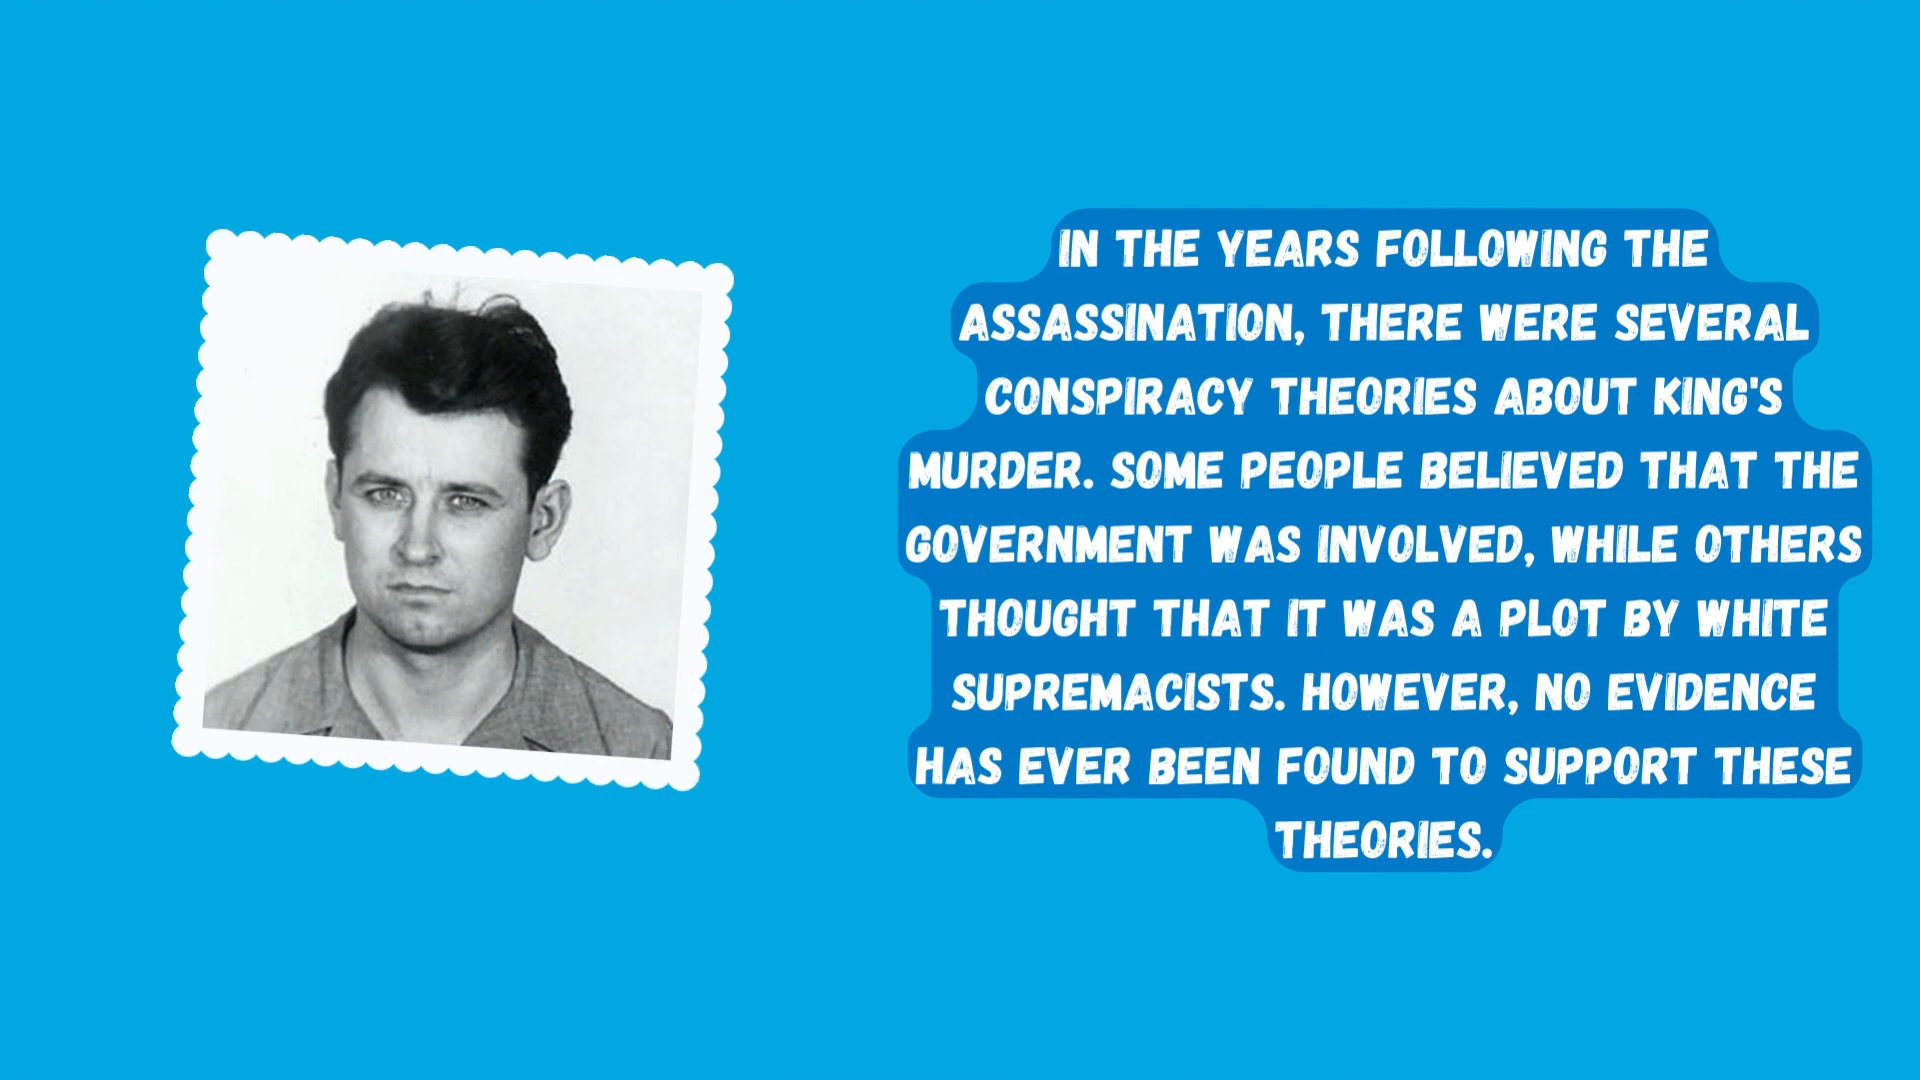 IN THE YEARS FOLLOWING THE
ASSASSINATION, THERE WERE SEVERAL
CONSPIRACY THEORIES ABOUT KING'S
MURDER. SOME PEOPLE BELIEVED THAT THE
GOVERNMENT WAS INVOLVED, WHILE OTHERS
THOUGHT THAT IT WAS A PLOT BY WHITE
SUPREMACISTS. HOWEVER, NO EVIDENCE
HAS EVER BEEN FOUND TO SUPPORT THESE
THEORIES.